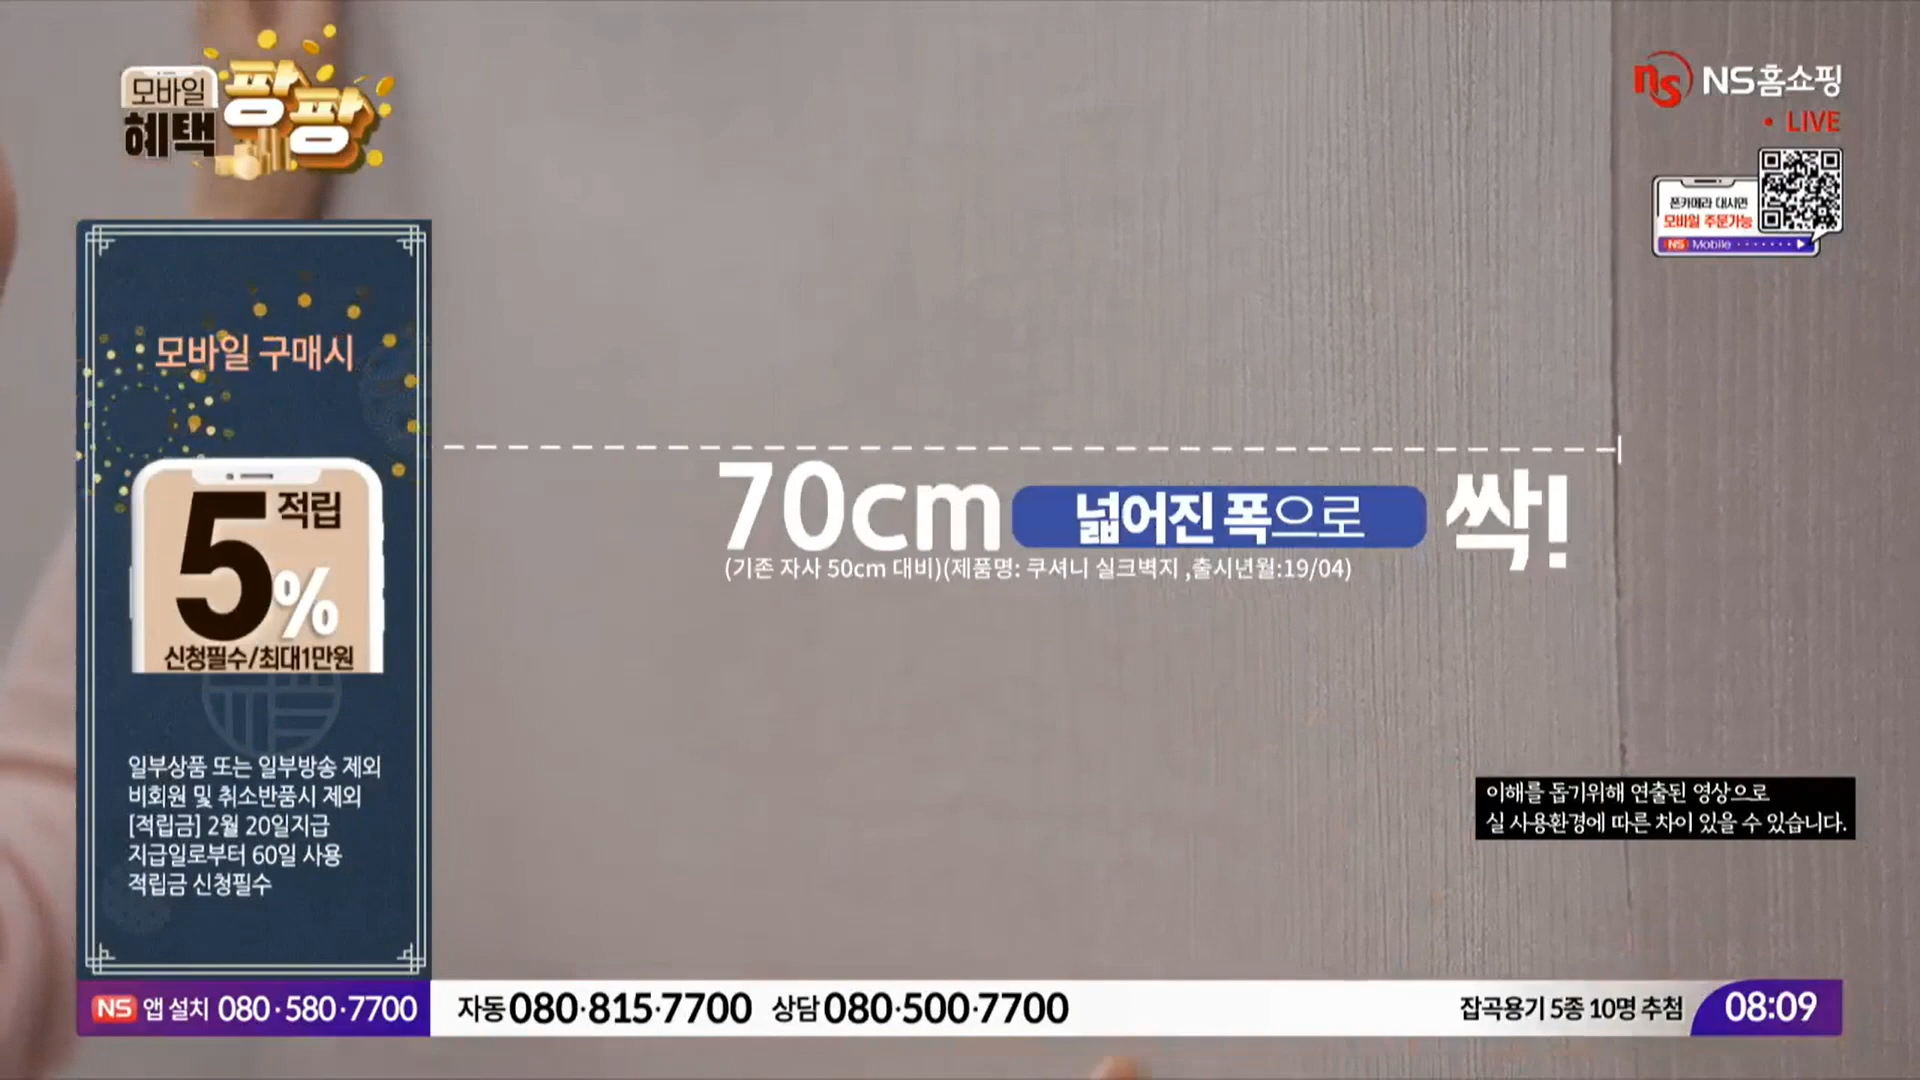 모바일
혜택
팡팡
ns NS홈쇼핑
• LIVE
폰카메라 대시면
모바일 주문가능
NS Mobile
모바일 구매시
5% 적립
신청필수/최대1만원
일부상품 또는 일부방송 제외
비회원 및 취소반품시 제외
[적립금] 2월 20일지급
지급일로부터 60일 사용
적립금 신청필수
70cm 넓어진 폭으로 싹!
(기존 자사 50cm 대비)(제품명: 쿠셔니 실크벽지 ,출시년월:19/04)
이해를 돕기위해 연출된 영상으로
실 사용환경에 따른 차이 있을 수 있습니다.
NS 앱 설치 080·580·7700 자동080·815·7700 상담080·500·7700 잡곡용기 5종 10명 추첨 08:09